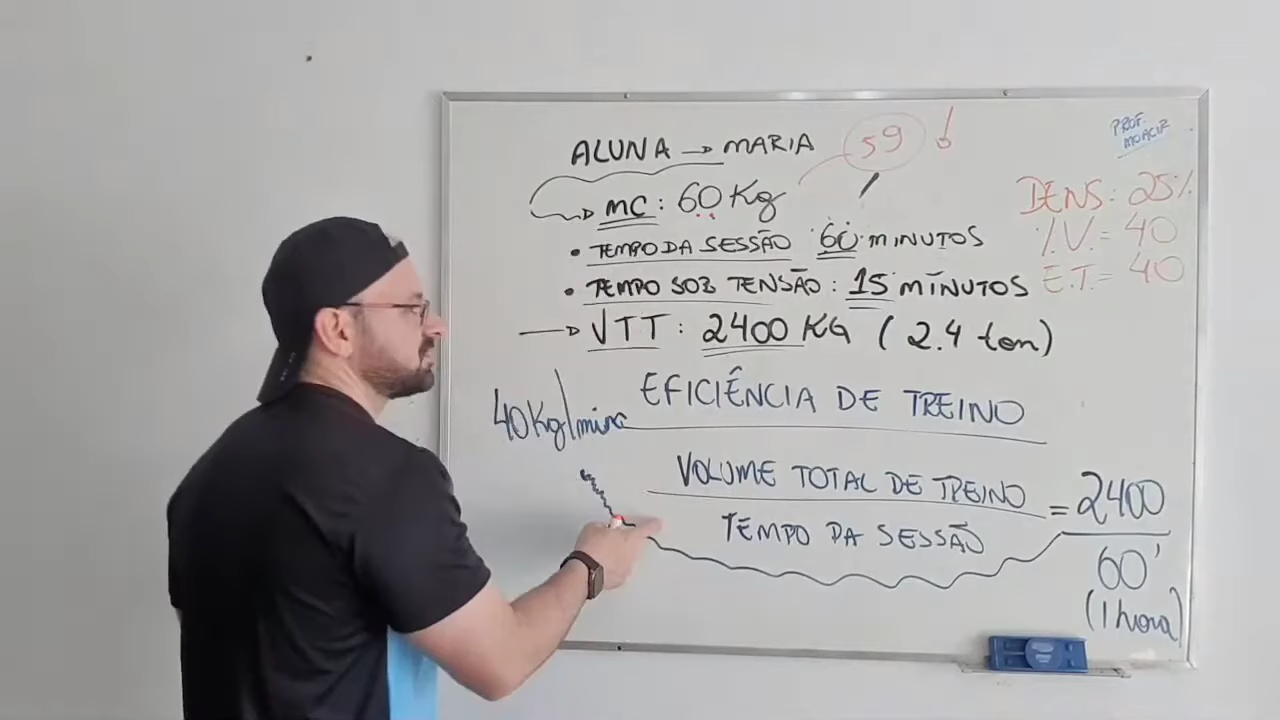 PROF. MOACIR
ALUNA → MARIA 59
MC: 60 Kg
DENS: 25%
• TEMPO DA SESSÃO 60 MINUTOS
I.V. = 40
• TEMPO SOB TENSÃO: 15 MINUTOS
E.T. = 40
→ VTT: 2400 KG (2.4 ton)
EFICIÊNCIA DE TREINO
40Kg/min
VOLUME TOTAL DE TREINO
TEMPO DA SESSÃO
= 2400
60'
(1 hora)